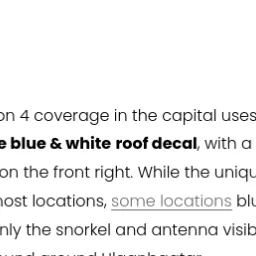 on 4 coverage in the capital uses
e blue & white roof decal, with a
on the front right. While the uniqu
most locations, some locations blu
nly the snorkel and antenna visib